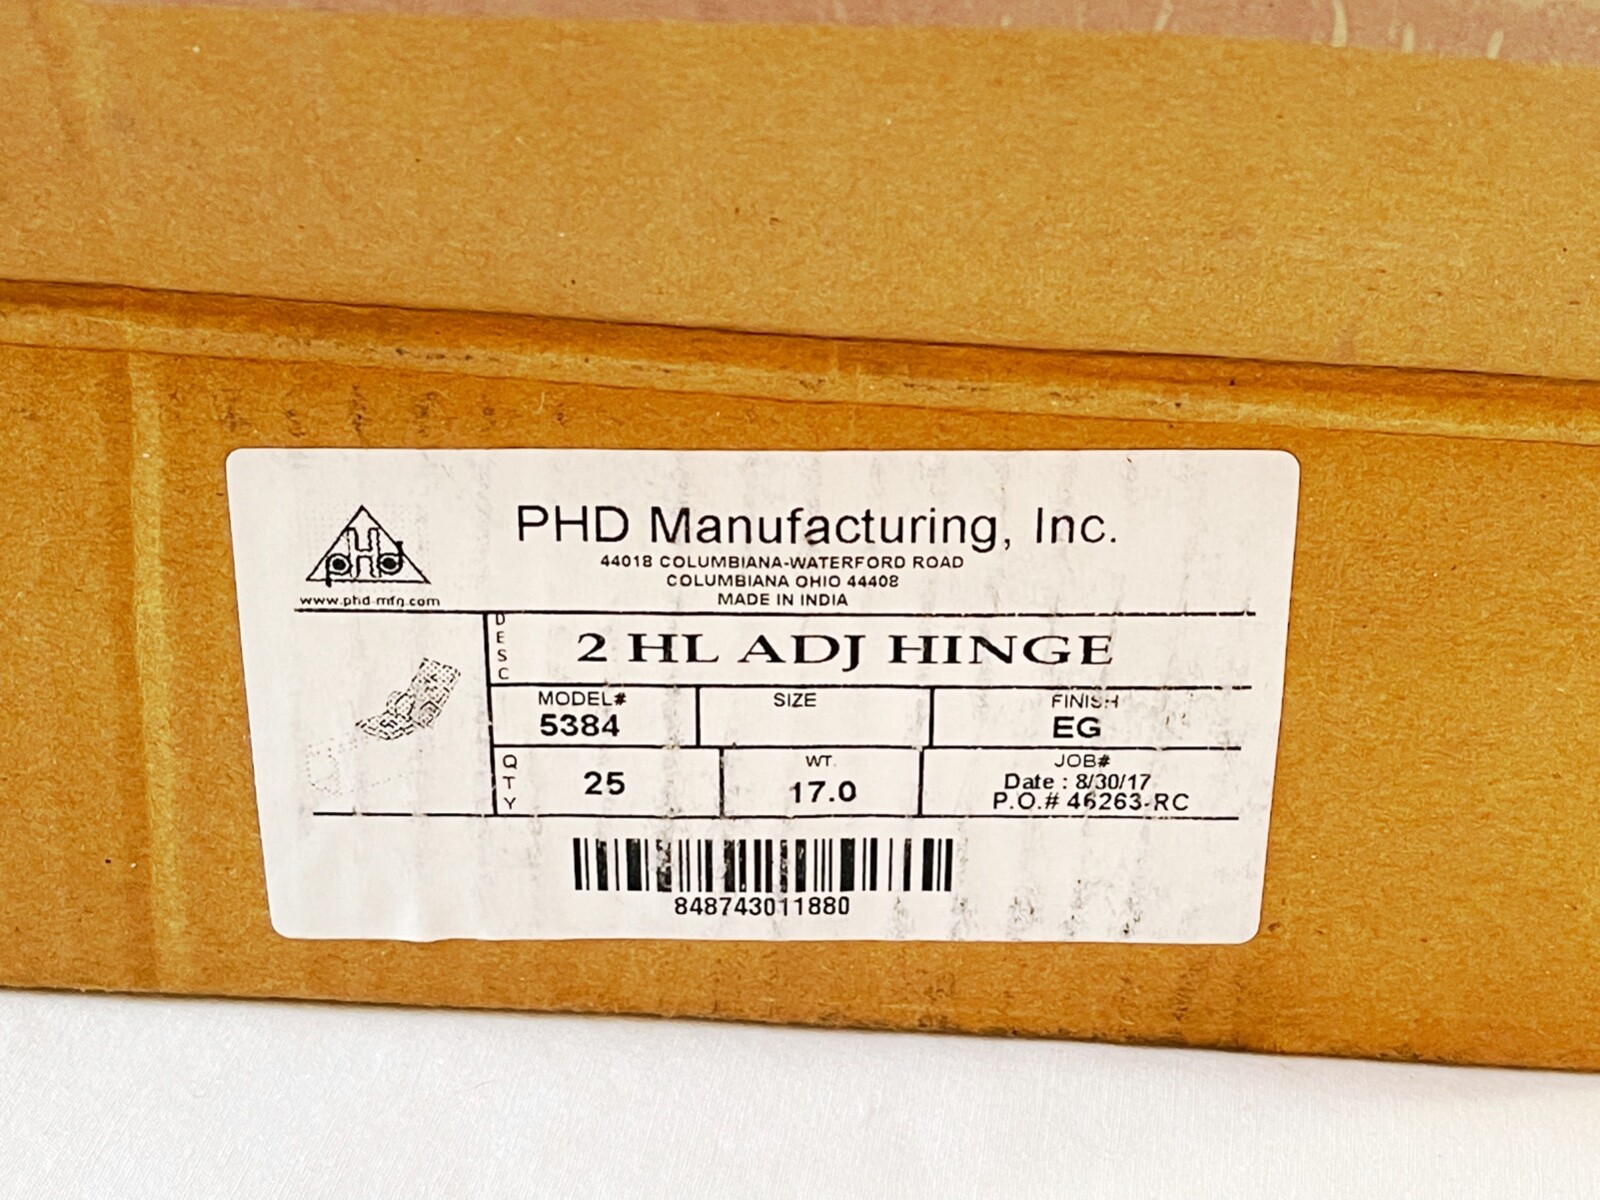 PHD Manufacturing, Inc.
44018 COLUMBIANA-WATERFORD ROAD
COLUMBIANA OHIO 44408
MADE IN INDIA
pHd
www.phd-mfg.com
DESC
2 HL ADJ HINGE
MODEL#
5384
SIZE
FINISH
EG
QTY
25
WT.
17.0
JOB#
Date : 8/30/17
P.O.# 46263-RC
848743011880